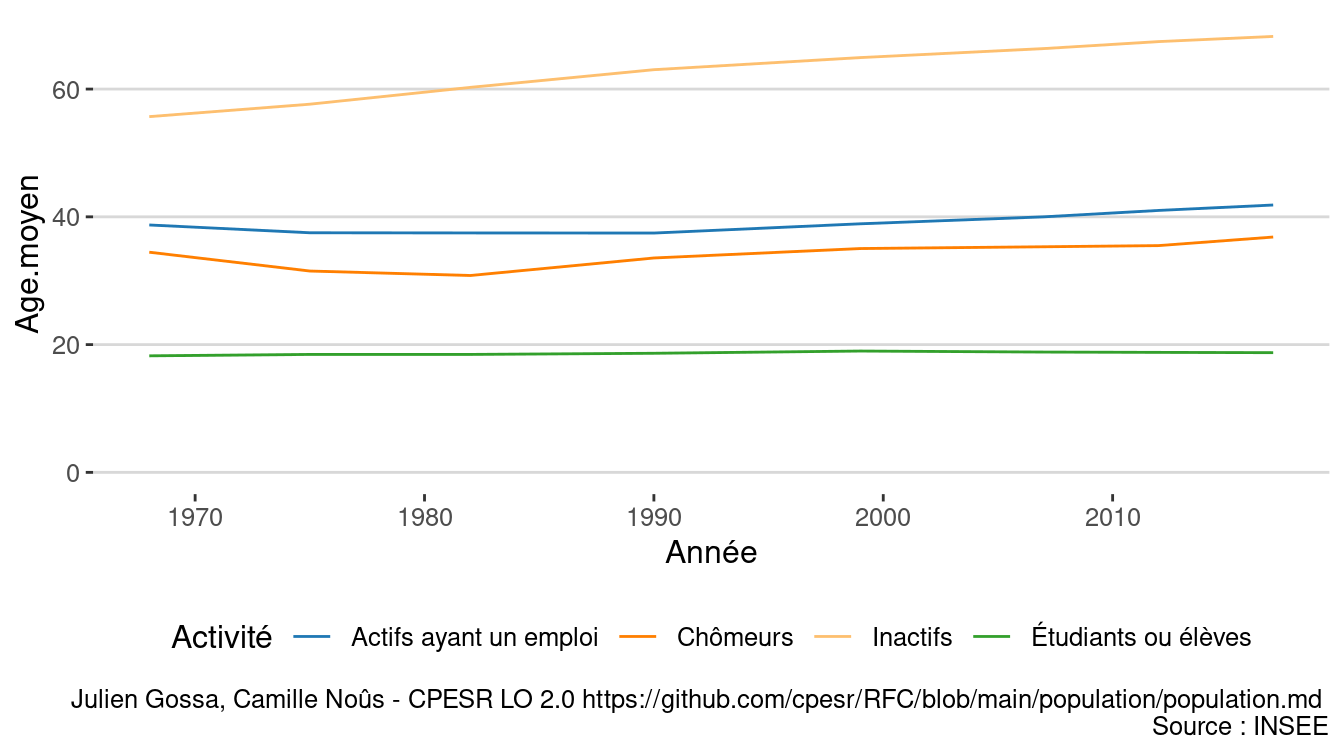 Age.moyen
60
40
20
0
1970 1980 1990 2000 2010
Année
Activité Actifs ayant un emploi Chômeurs Inactifs Étudiants ou élèves
Julien Gossa, Camille Noûs - CPESR LO 2.0 https://github.com/cpesr/RFC/blob/main/population/population.md
Source : INSEE